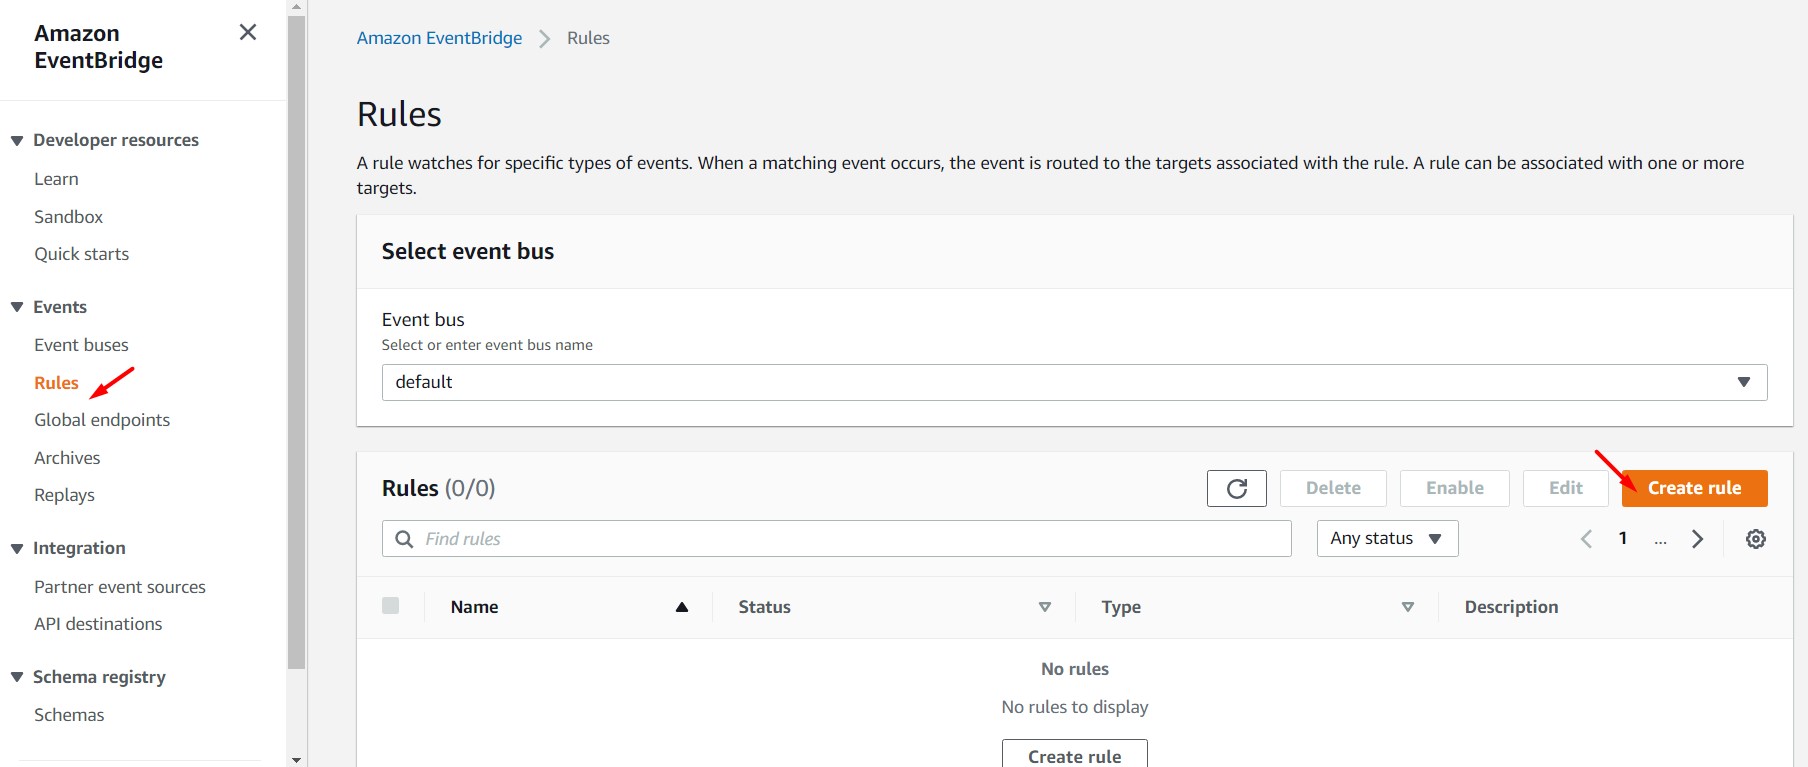 Amazon
EventBridge
Developer resources
Learn
Sandbox
Quick starts
Events
Event buses
Rules
Global endpoints
Archives
Replays
Integration
Partner event sources
API destinations
Schema registry
Schemas
Amazon EventBridge Rules
Rules
A rule watches for specific types of events. When a matching event occurs, the event is routed to the targets associated with the rule. A rule can be associated with one or more
targets.
Select event bus
Event bus
Select or enter event bus name
default
Rules (0/0) Delete Enable Edit Create rule
Find rules Any status 1 ...
Name Status Type Description
No rules
No rules to display
Create rule